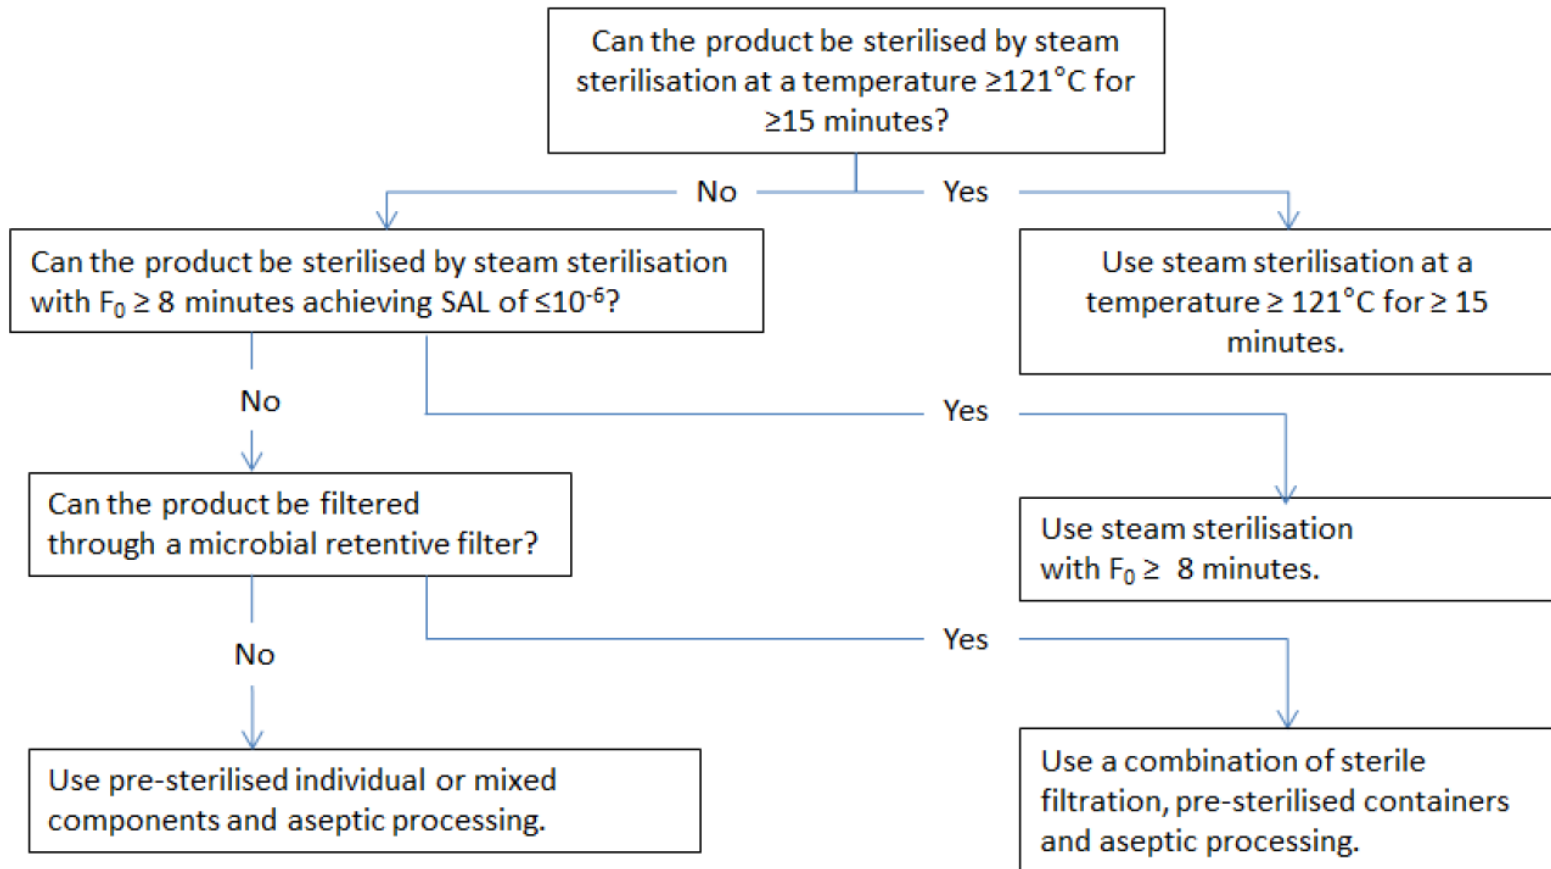 Can the product be sterilised by steam
sterilisation at a temperature ≥121°C for
≥15 minutes?
No
Yes
Can the product be sterilised by steam sterilisation
with F₀ ≥ 8 minutes achieving SAL of ≤10⁻⁶?
Use steam sterilisation at a
temperature ≥ 121°C for ≥ 15
minutes.
No
Yes
Can the product be filtered
through a microbial retentive filter?
Use steam sterilisation
with F₀ ≥ 8 minutes.
No
Yes
Use pre-sterilised individual or mixed
components and aseptic processing.
Use a combination of sterile
filtration, pre-sterilised containers
and aseptic processing.